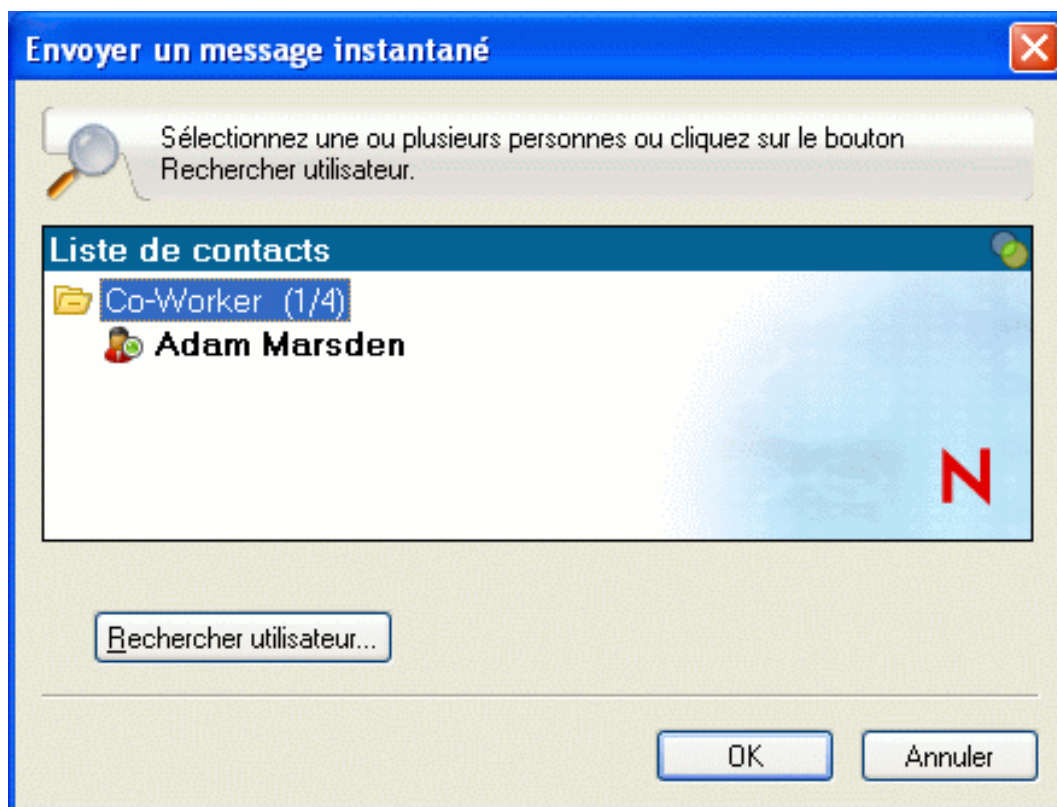 Envoyer un message instantané
Sélectionnez une ou plusieurs personnes ou cliquez sur le bouton
Rechercher utilisateur.
Liste de contacts
Co-Worker (1/4)
Adam Marsden
N
Rechercher utilisateur...
OK
Annuler